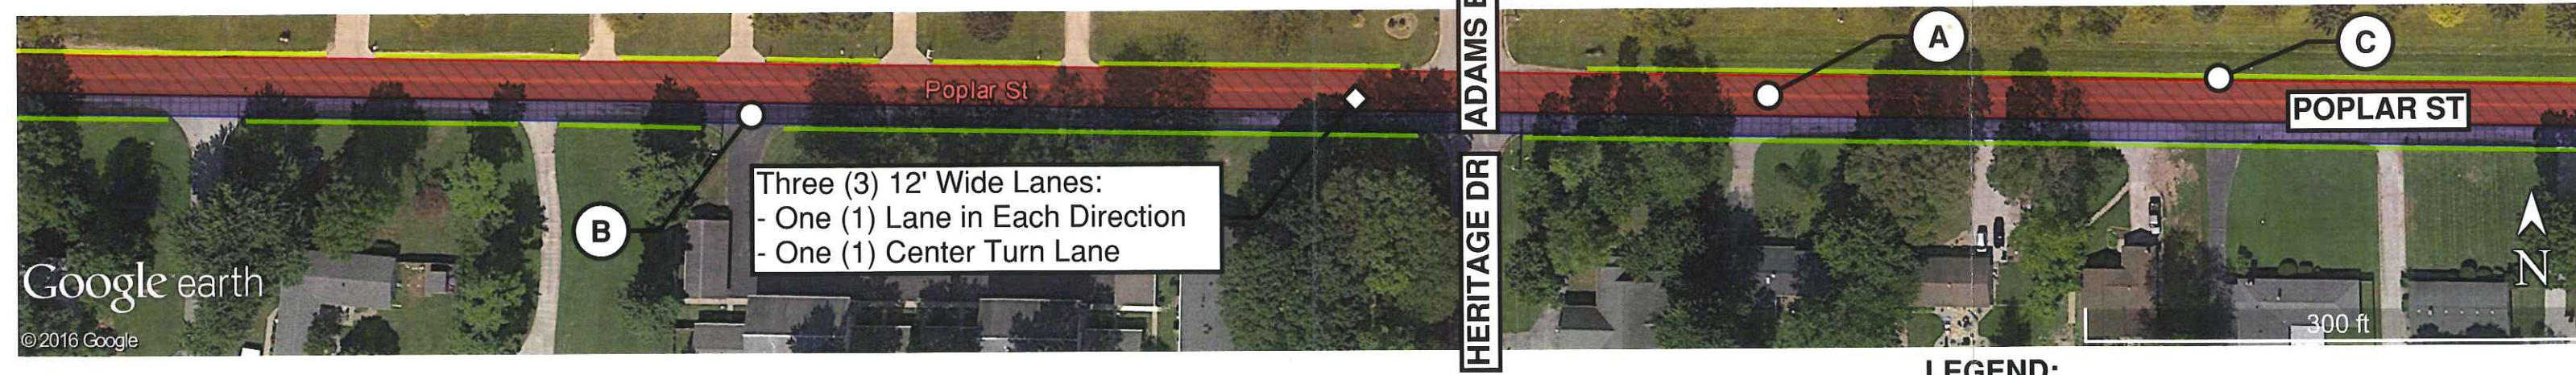 A
C
Poplar St
ADAMS
POPLAR ST
Three (3) 12' Wide Lanes:
- One (1) Lane in Each Direction
- One (1) Center Turn Lane
B
HERITAGE DR
N
Google earth
© 2016 Google
300 ft
LEGEND: